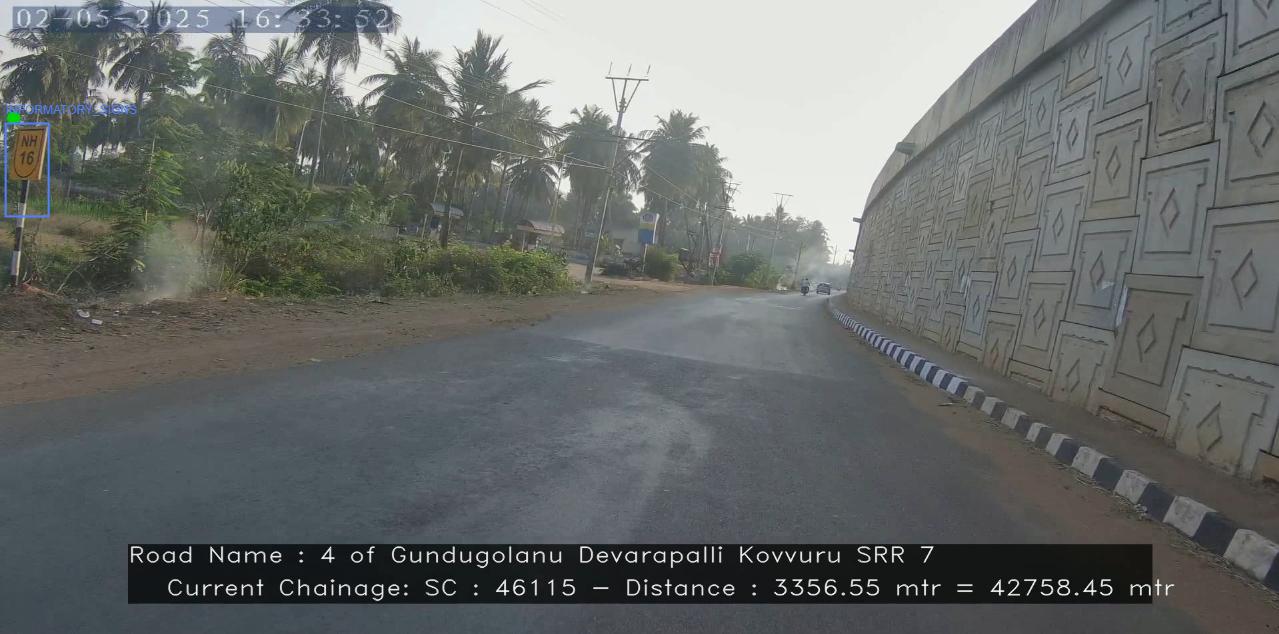 02-05-2025 16:33:52
INFORMATORY_SIGNS
NH
16
Road Name : 4 of Gundugolanu Devarapalli Kovvuru SRR 7
Current Chainage: SC : 46115 - Distance : 3356.55 mtr = 42758.45 mtr